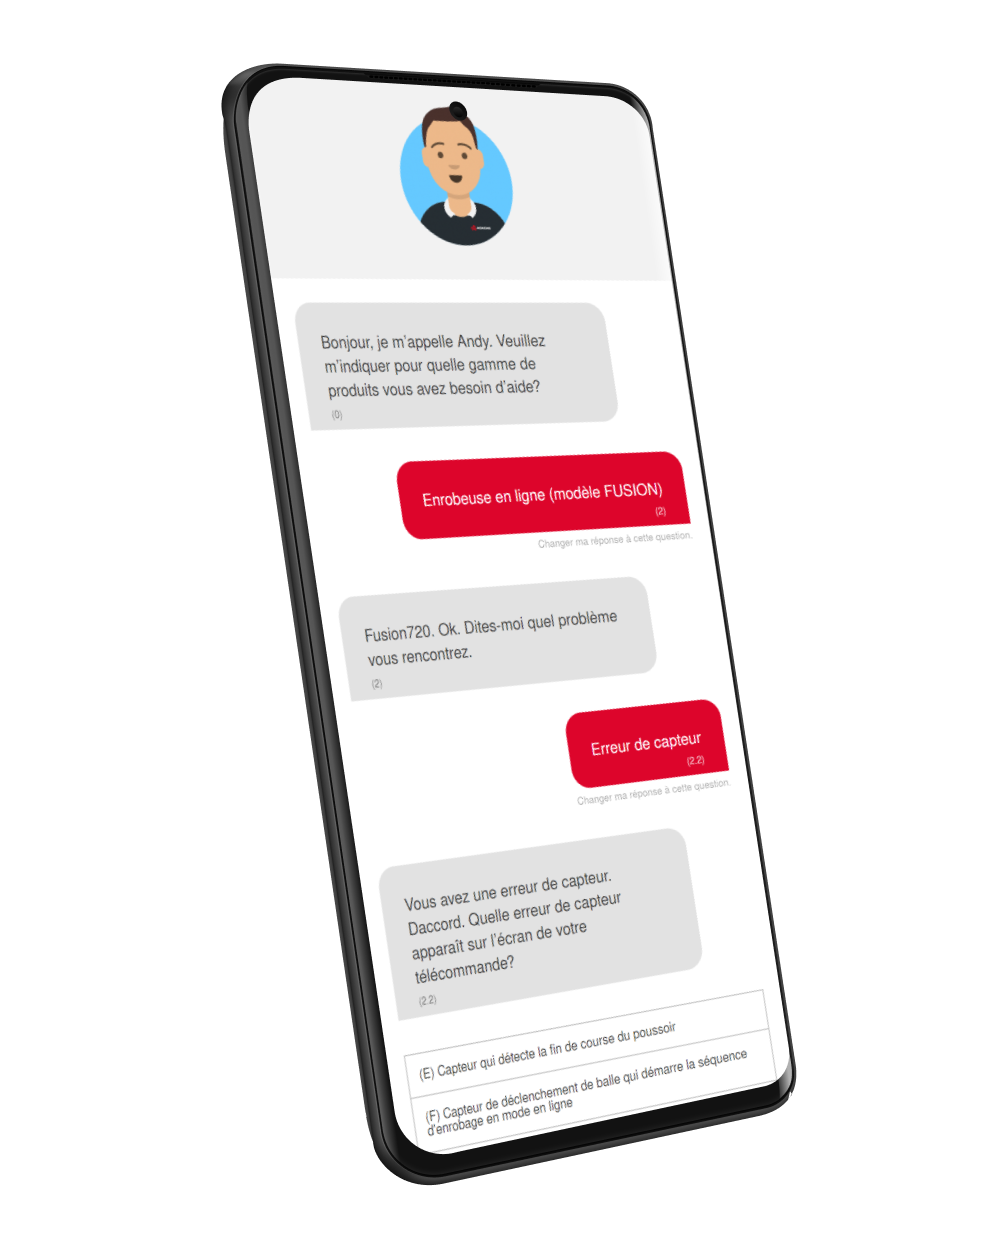 Bonjour, je m'appelle Andy. Veuillez
m'indiquer pour quelle gamme de
produits vous avez besoin d'aide?
(0)
Enrobeuse en ligne (modèle FUSION)
(2)
Changer ma réponse à cette question.
Fusion720. Ok. Dites-moi quel problème
vous rencontrez.
(2)
Erreur de capteur
(2.2)
Changer ma réponse à cette question.
Vous avez une erreur de capteur.
Daccord. Quelle erreur de capteur
apparaît sur l'écran de votre
télécommande?
(2.2)
(E) Capteur qui détecte la fin de course du poussoir
(F) Capteur de déclenchement de balle qui démarre la séquence
d'enrobage en mode en ligne